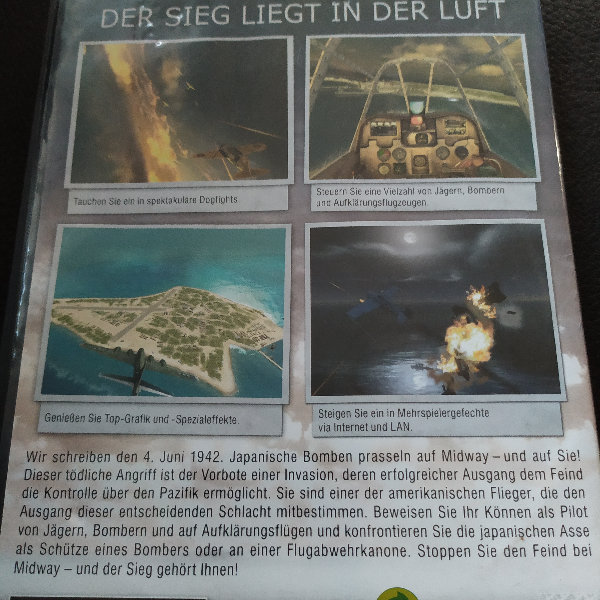 DER SIEG LIEGT IN DER LUFT
Tauchen Sie ein in spektakuläre Dogfights.
Steuern Sie eine Vielzahl von Jägern, Bombern
und Aufklärungsflugzeugen.
Genießen Sie Top-Grafik und -Spezialeffekte.
Steigen Sie ein in Mehrspielergefechte
via Internet und LAN.
Wir schreiben den 4. Juni 1942. Japanische Bomben prasseln auf Midway – und auf Sie!
Dieser tödliche Angriff ist der Vorbote einer Invasion, deren erfolgreicher Ausgang dem Feind
die Kontrolle über den Pazifik ermöglicht. Sie sind einer der amerikanischen Flieger, die den
Ausgang dieser entscheidenden Schlacht mitbestimmen. Beweisen Sie Ihr Können als Pilot
von Jägern, Bombern und auf Aufklärungsflügen und konfrontieren Sie die japanischen Asse
als Schütze eines Bombers oder an einer Flugabwehrkanone. Stoppen Sie den Feind bei
Midway – und der Sieg gehört Ihnen!